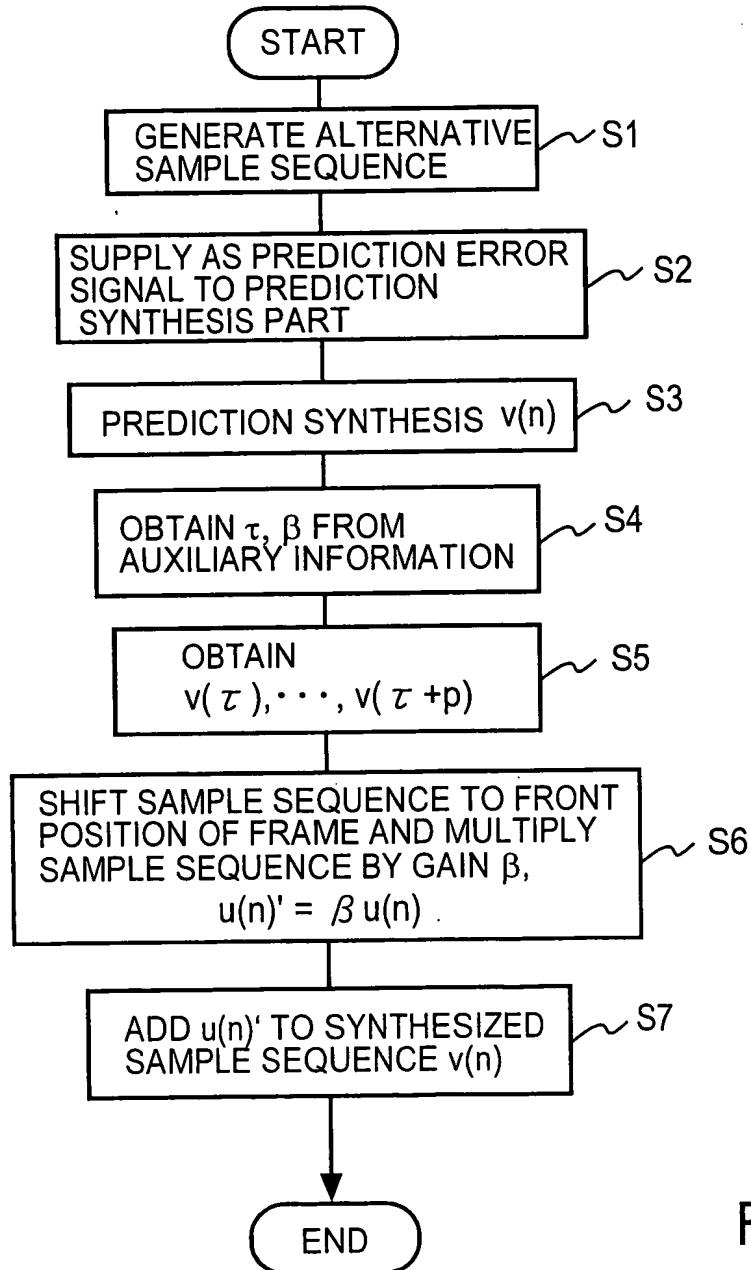 START
GENERATE ALTERNATIVE
SAMPLE SEQUENCE
S1
SUPPLY AS PREDICTION ERROR
SIGNAL TO PREDICTION
SYNTHESIS PART
S2
PREDICTION SYNTHESIS v(n)
S3
OBTAIN τ, β FROM
AUXILIARY INFORMATION
S4
OBTAIN
v(τ),···, v(τ+p)
S5
SHIFT SAMPLE SEQUENCE TO FRONT
POSITION OF FRAME AND MULTIPLY
SAMPLE SEQUENCE BY GAIN β,
u(n)' = β u(n)
S6
ADD u(n)' TO SYNTHESIZED
SAMPLE SEQUENCE v(n)
S7
END